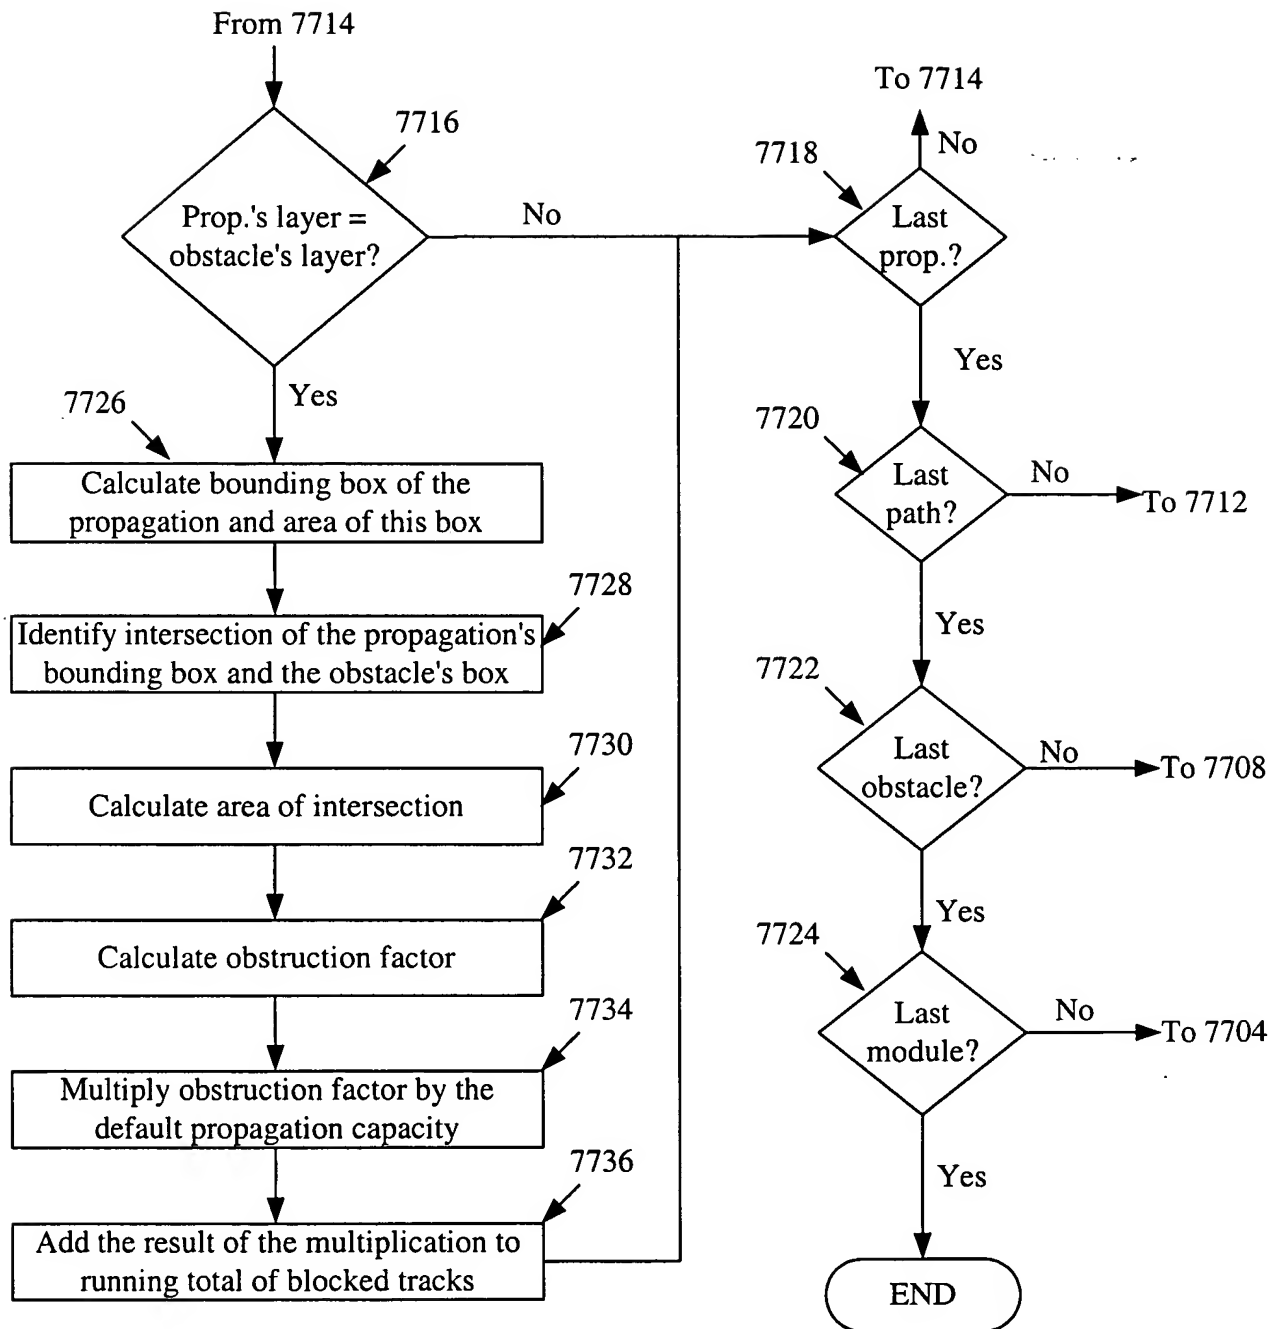 From 7714
7716
Prop.'s layer =
obstacle's layer?
No
Yes
7726
Calculate bounding box of the
propagation and area of this box
7728
Identify intersection of the propagation's
bounding box and the obstacle's box
7730
Calculate area of intersection
7732
Calculate obstruction factor
7734
Multiply obstruction factor by the
default propagation capacity
7736
Add the result of the multiplication to
running total of blocked tracks
To 7714
No
7718
Last
prop.?
Yes
7720
Last
path?
No
To 7712
Yes
7722
Last
obstacle?
No
To 7708
Yes
7724
Last
module?
No
To 7704
Yes
END